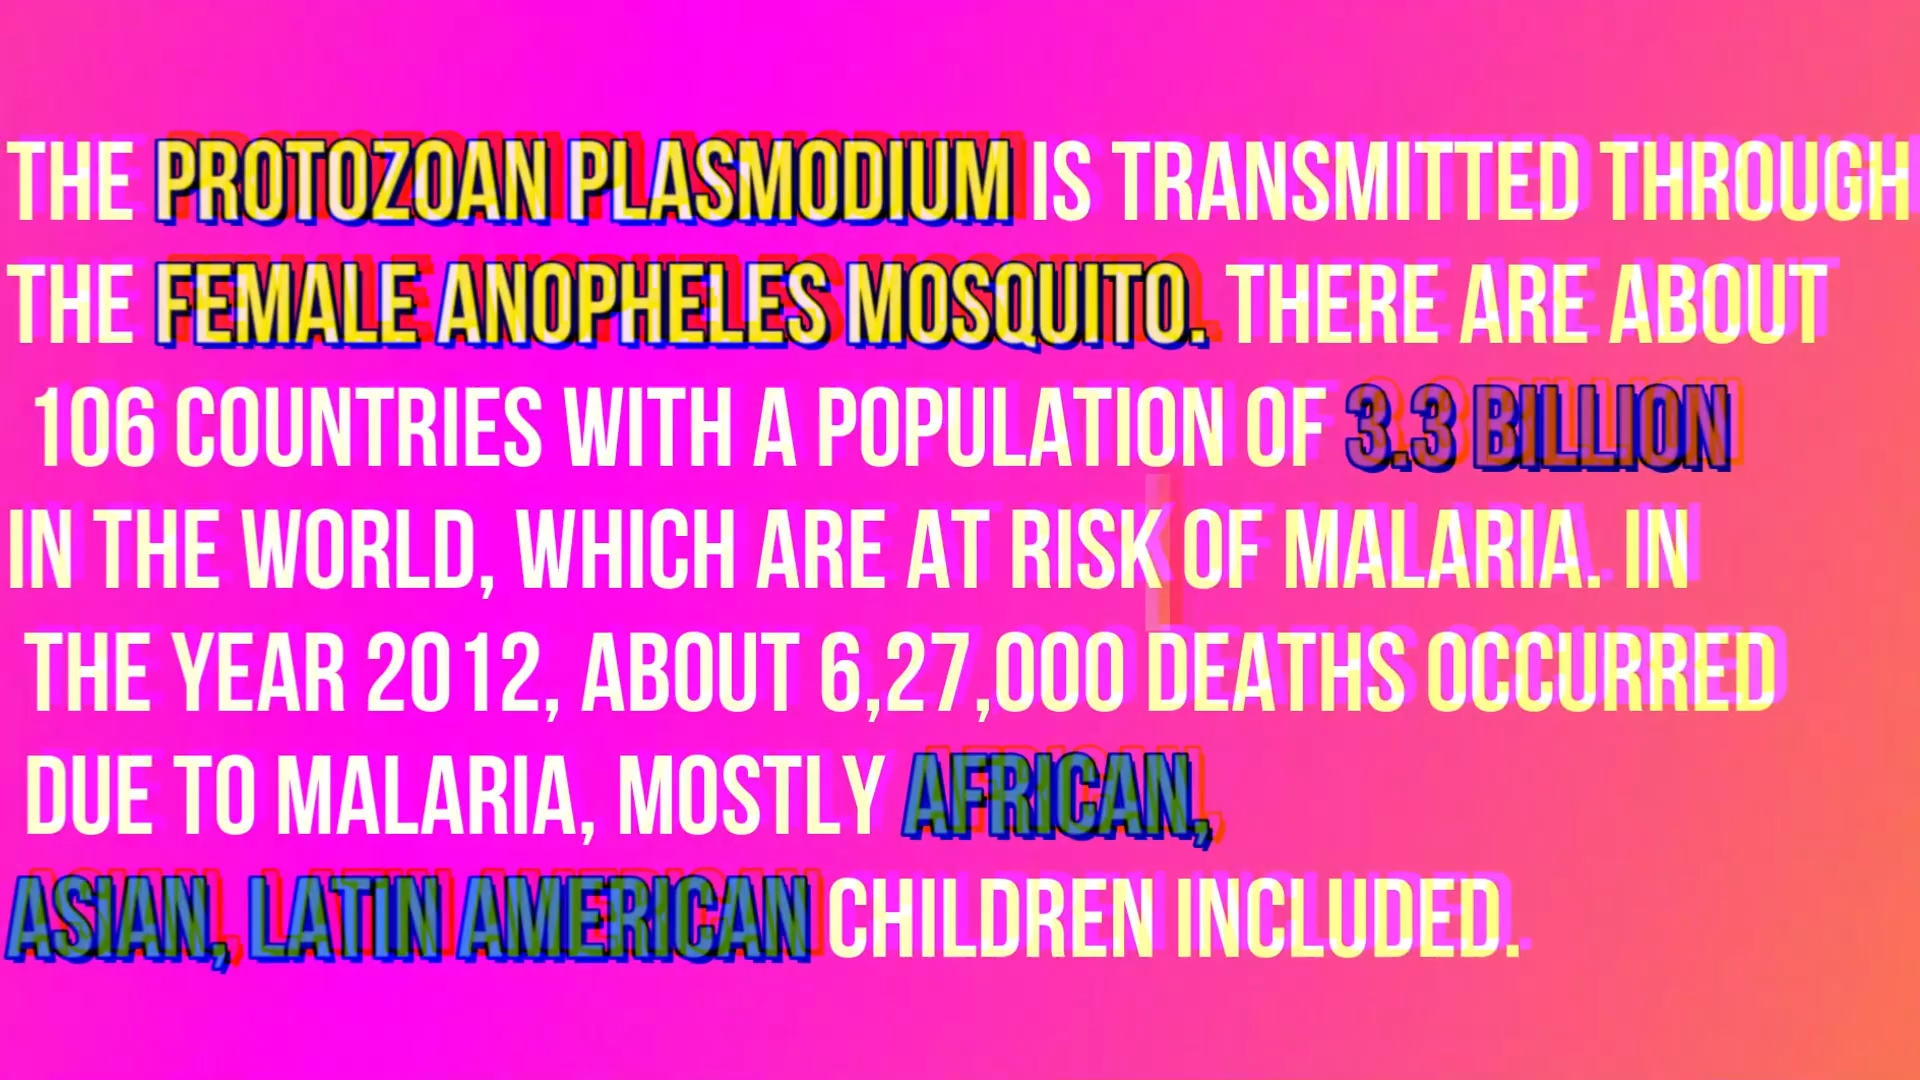 THE PROTOZOAN PLASMODIUM IS TRANSMITTED THROUGH
THE FEMALE ANOPHELES MOSQUITO. THERE ARE ABOUT
106 COUNTRIES WITH A POPULATION OF 3.3 BILLION
IN THE WORLD, WHICH ARE AT RISK OF MALARIA. IN
THE YEAR 2012, ABOUT 6,27,000 DEATHS OCCURRED
DUE TO MALARIA, MOSTLY AFRICAN,
ASIAN, LATIN AMERICAN CHILDREN INCLUDED.